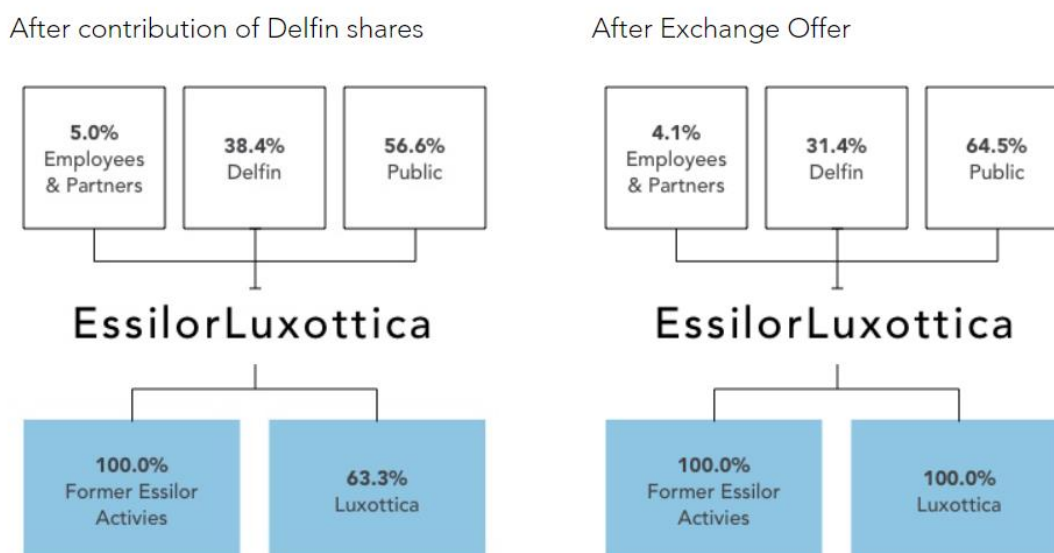 After contribution of Delfin shares
5.0%
Employees
& Partners
38.4%
Delfin
56.6%
Public
EssilorLuxottica
100.0%
Former Essilor
Activies
63.3%
Luxottica
After Exchange Offer
4.1%
Employees
& Partners
31.4%
Delfin
64.5%
Public
EssilorLuxottica
100.0%
Former Essilor
Activies
100.0%
Luxottica